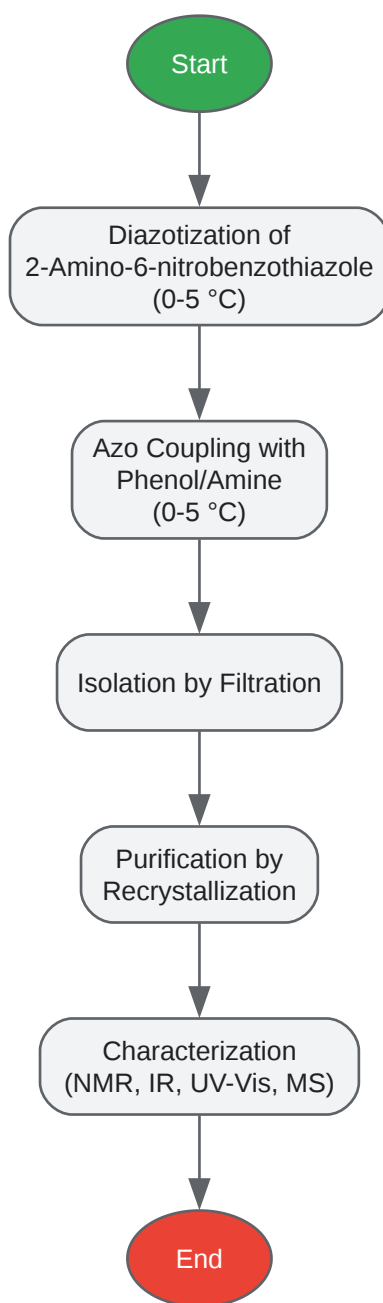 Start
Diazotization of
2-Amino-6-nitrobenzothiazole
(0-5 °C)
Azo Coupling with
Phenol/Amine
(0-5 °C)
Isolation by Filtration
Purification by
Recrystallization
Characterization
(NMR, IR, UV-Vis, MS)
End